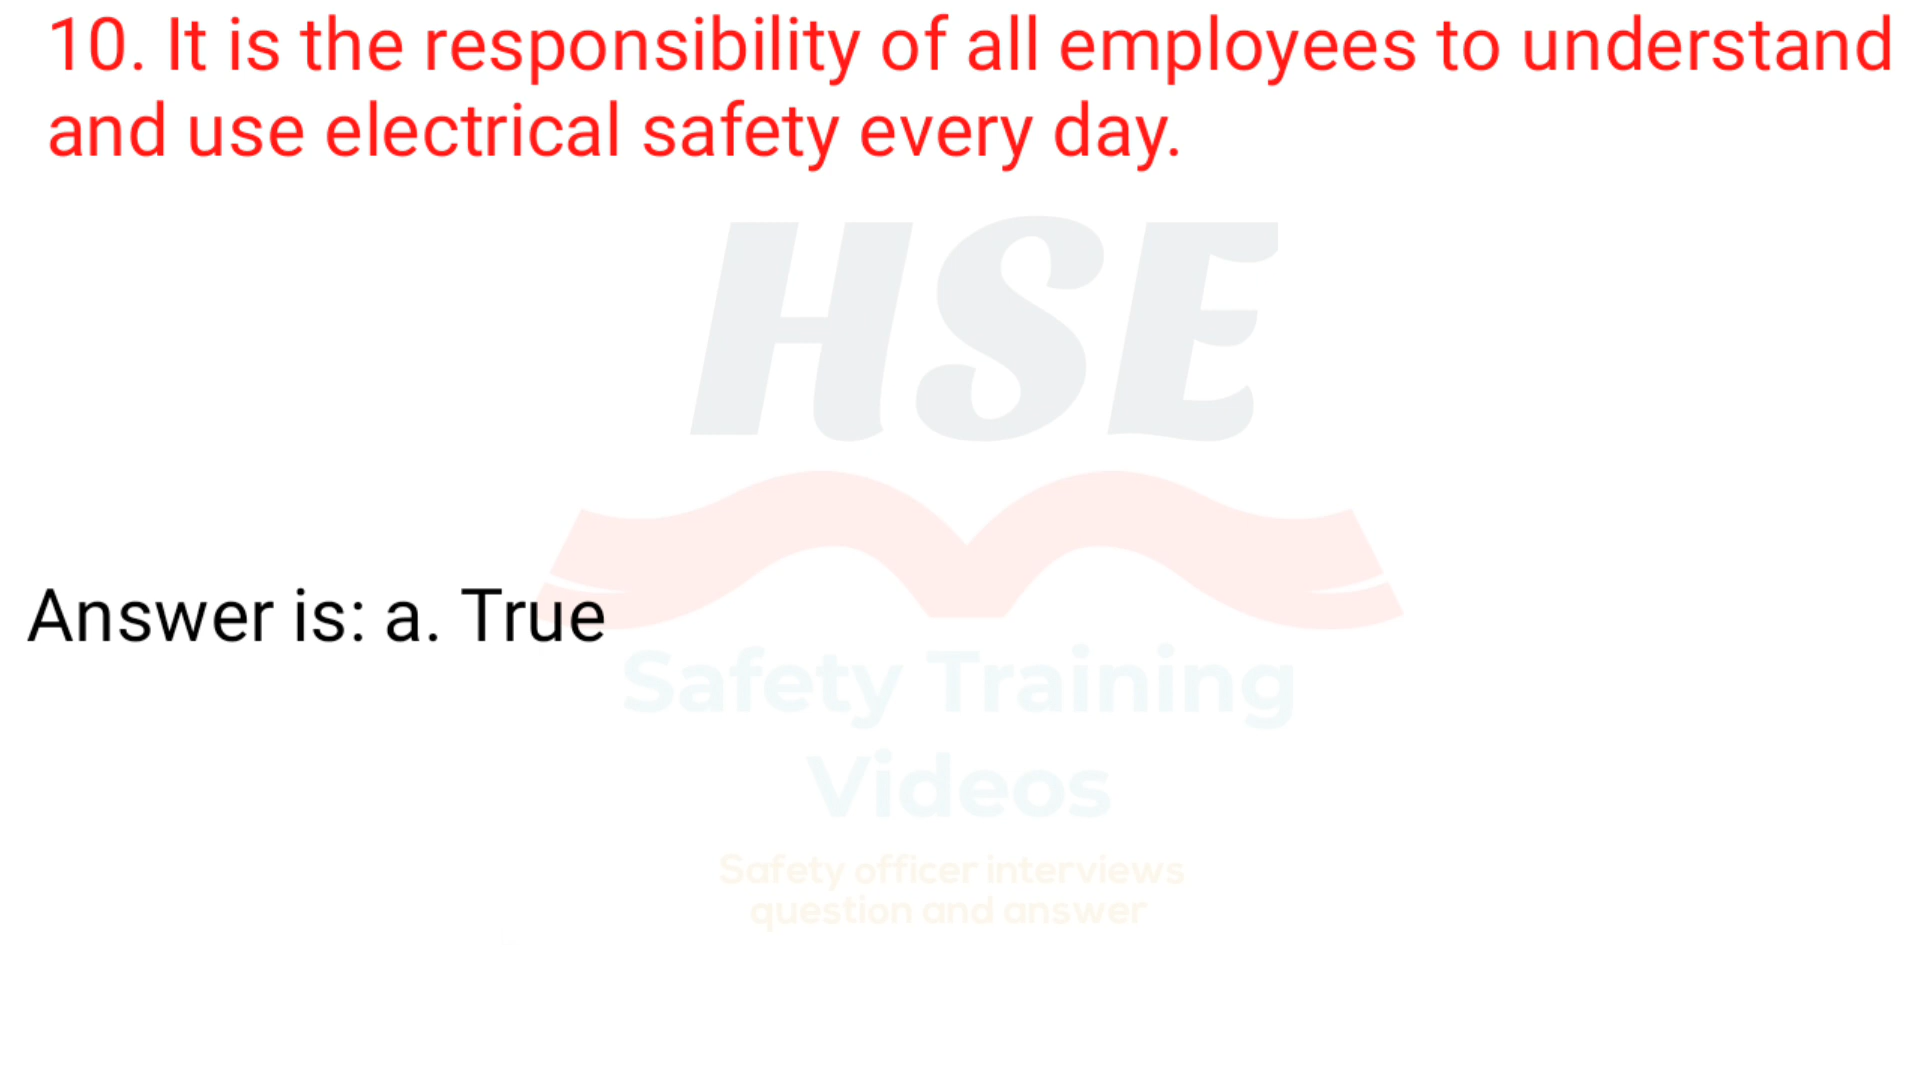 10. It is the responsibility of all employees to understand
and use electrical safety every day.
HSE
Answer is: a. True
Safety Training
Videos
Safety officer interviews
question and answer